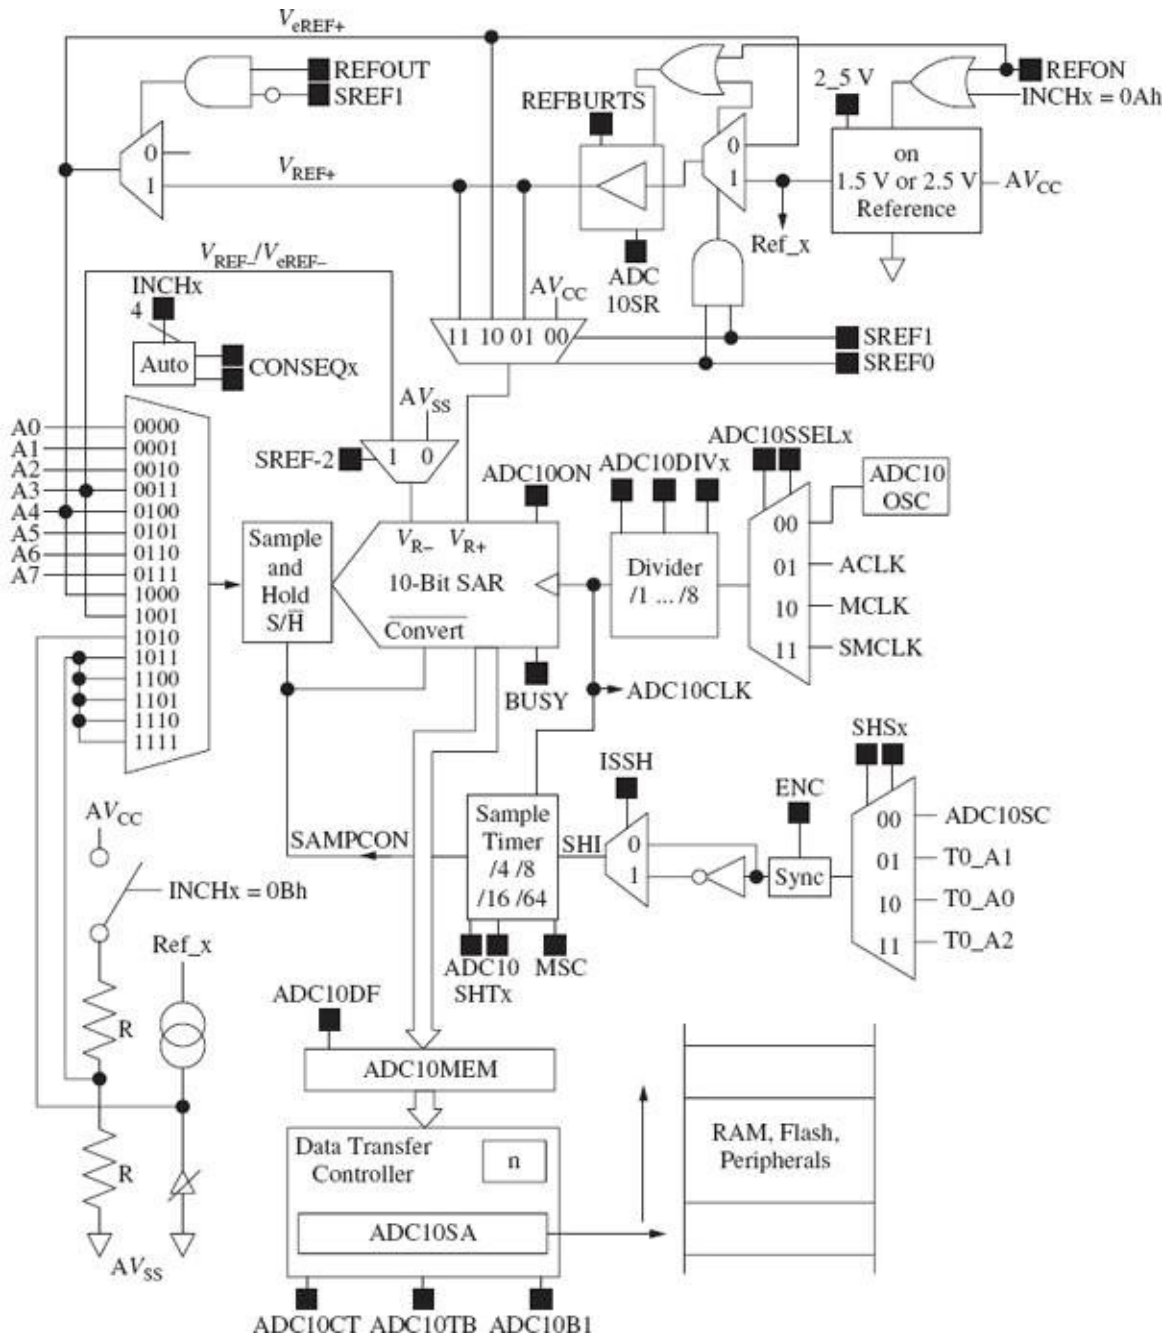 VeREF+
REFOUT
SREF1
REFON
INCHx = 0Ah
2_5 V
REFBURTS
0
1
VREF+
0
1
on
1.5 V or 2.5 V
Reference
AVCC
Ref_x
ADC
10SR
VREF–/VeREF–
INCHx
4
Auto
CONSEQx
AVCC
11 10 01 00
SREF1
SREF0
AVSS
SREF-2
1 0
A0
A1
A2
A3
A4
A5
A6
A7
0000
0001
0010
0011
0100
0101
0110
0111
1000
1001
1010
1011
1100
1101
1110
1111
ADC10ON
ADC10DIVx
ADC10SSELx
ADC10
OSC
Sample
and
Hold
S/H
VR– VR+
10-Bit SAR
Convert
BUSY
Divider
/1 ... /8
00
01
10
11
ACLK
MCLK
SMCLK
ADC10CLK
SHSx
ISSH
ENC
Sample
Timer
/4 /8
/16 /64
SAMPCON
SHI
0
1
Sync
00
01
10
11
ADC10SC
T0_A1
T0_A0
T0_A2
ADC10
SHTx
MSC
AVCC
INCHx = 0Bh
Ref_x
R
R
AVSS
ADC10DF
ADC10MEM
Data Transfer
Controller
n
ADC10SA
RAM, Flash,
Peripherals
ADC10CT
ADC10TB
ADC10B1